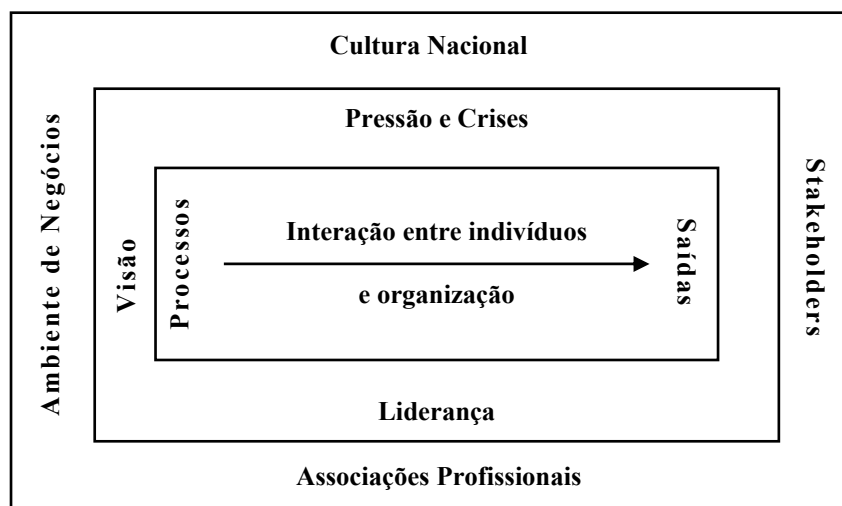 Cultura Nacional
Ambiente de Negócios
Pressão e Crises
Visão
Processos
Interação entre indivíduos
e organização
Saídas
Stakeholders
Liderança
Associações Profissionais